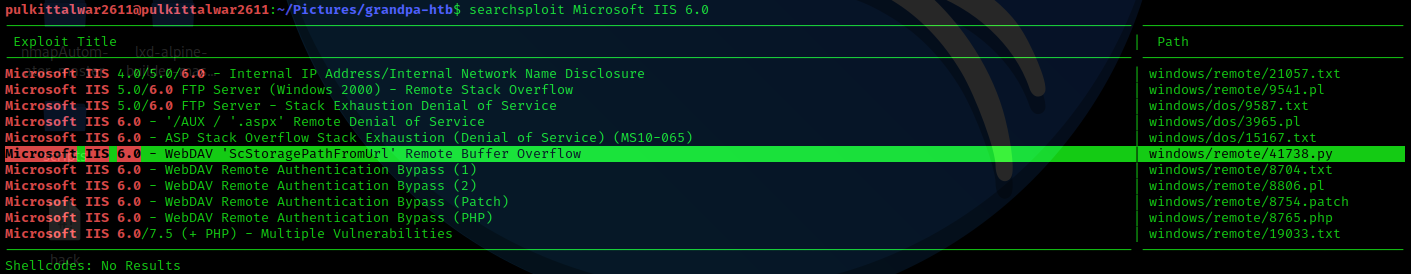 pulkittalwar2611@pulkittalwar2611:~/Pictures/grandpa-htb$ searchsploit Microsoft IIS 6.0
Exploit Title | Path
nmapAutom- lxd-alpine-
Microsoft IIS 4.0/5.0/6.0 - Internal IP Address/Internal Network Name Disclosure | windows/remote/21057.txt
Microsoft IIS 5.0/6.0 FTP Server (Windows 2000) - Remote Stack Overflow | windows/remote/9541.pl
Microsoft IIS 5.0/6.0 FTP Server - Stack Exhaustion Denial of Service | windows/dos/9587.txt
Microsoft IIS 6.0 - '/AUX / '.aspx' Remote Denial of Service | windows/dos/3965.pl
Microsoft IIS 6.0 - ASP Stack Overflow Stack Exhaustion (Denial of Service) (MS10-065) | windows/dos/15167.txt
Microsoft IIS 6.0 - WebDAV 'ScStoragePathFromUrl' Remote Buffer Overflow | windows/remote/41738.py
Microsoft IIS 6.0 - WebDAV Remote Authentication Bypass (1) | windows/remote/8704.txt
Microsoft IIS 6.0 - WebDAV Remote Authentication Bypass (2) | windows/remote/8806.pl
Microsoft IIS 6.0 - WebDAV Remote Authentication Bypass (Patch) | windows/remote/8754.patch
Microsoft IIS 6.0 - WebDAV Remote Authentication Bypass (PHP) | windows/remote/8765.php
Microsoft IIS 6.0/7.5 (+ PHP) - Multiple Vulnerabilities | windows/remote/19033.txt
back
Shellcodes: No Results